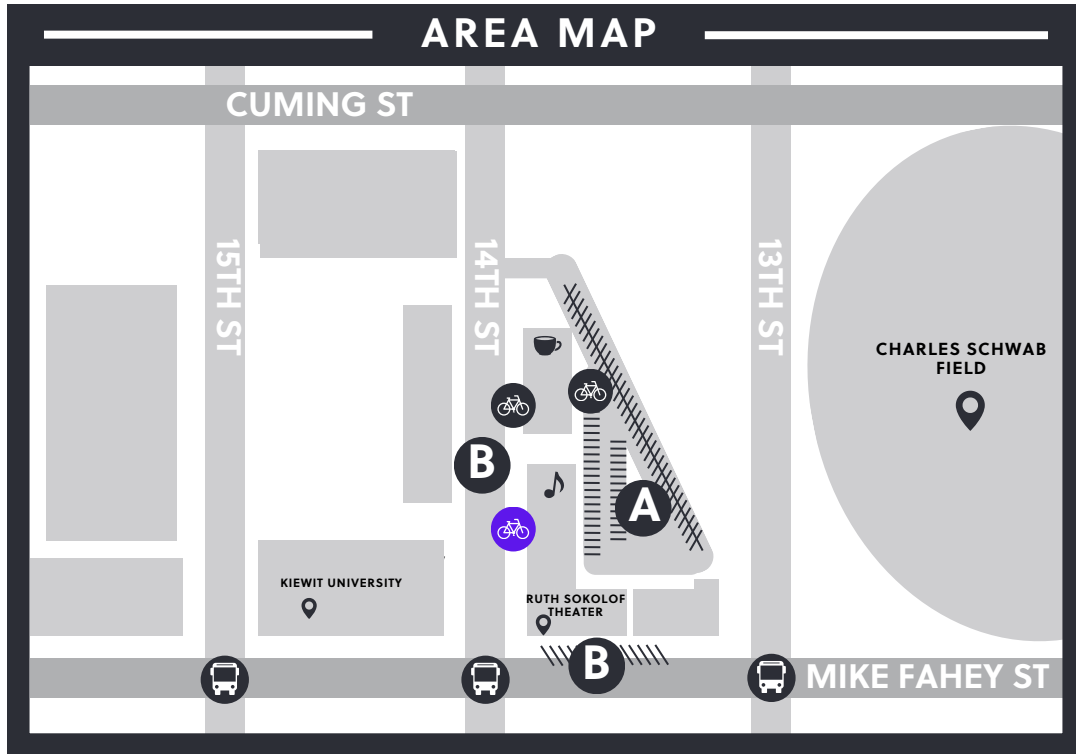 AREA MAP
CUMING ST
15TH ST
14TH ST
13TH ST
CHARLES SCHWAB
FIELD
B
A
KIEWIT UNIVERSITY
RUTH SOKOLOF
THEATER
B
MIKE FAHEY ST